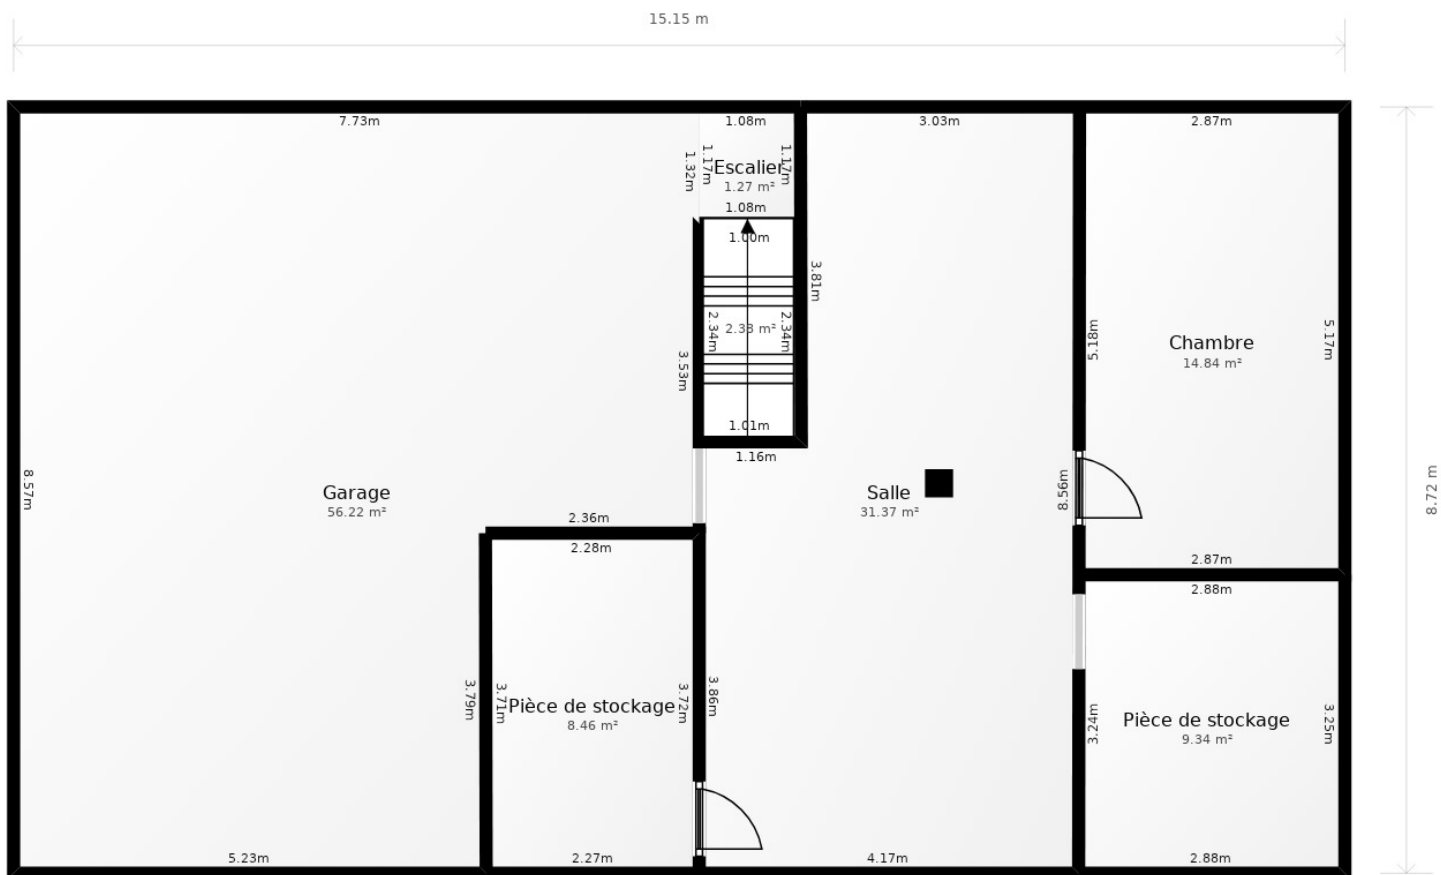 15.15 m
7.73m
1.08m
3.03m
2.87m
1.32m
1.17m
1.17m
Escalier
1.27 m²
1.08m
1.00m
3.81m
2.34m
2.33 m²
2.34m
3.53m
5.18m
5.17m
Chambre
14.84 m²
1.01m
1.16m
8.57m
Garage
56.22 m²
Salle
31.37 m²
8.56m
8.72 m
2.36m
2.28m
2.87m
2.88m
3.79m
3.71m
Pièce de stockage
8.46 m²
3.72m
3.86m
3.24m
Pièce de stockage
9.34 m²
3.25m
5.23m
2.27m
4.17m
2.88m